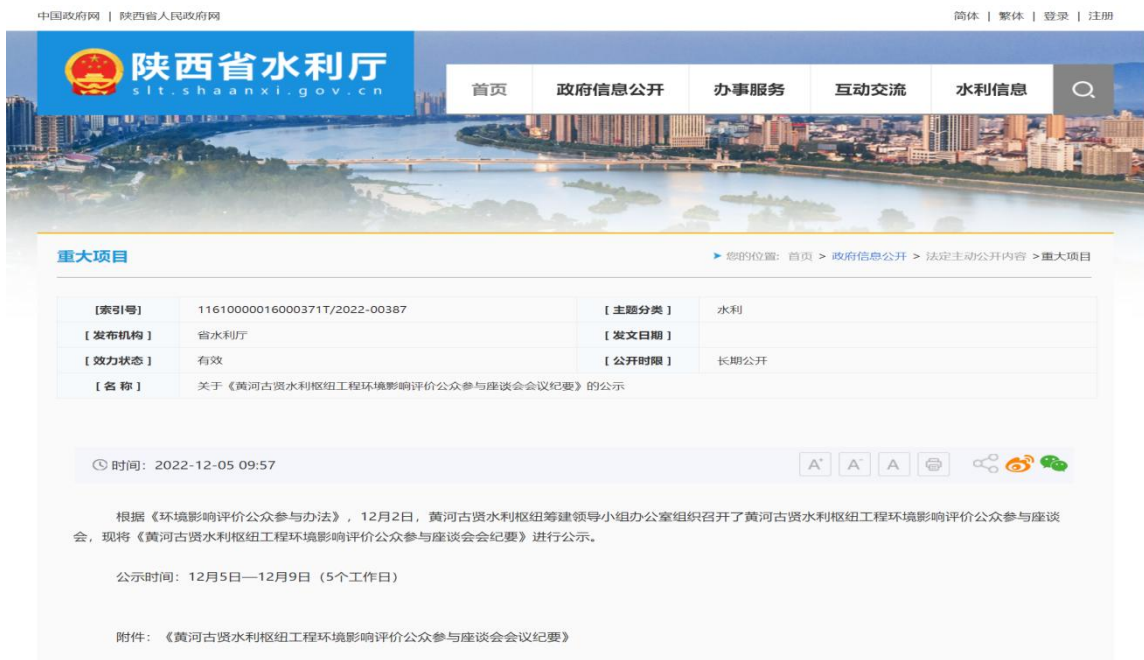 中国政府网 | 陕西省人民政府网 简体 | 繁体 | 登录 | 注册
陕西省水利厅
slt.shaanxi.gov.cn
首页 政府信息公开 办事服务 互动交流 水利信息
重大项目 您的位置: 首页 > 政府信息公开 > 法定主动公开内容 >重大项目
[索引号] 11610000016000371T/2022-00387 [ 主题分类 ] 水利
[ 发布机构 ] 省水利厅 [ 发文日期 ]
[ 效力状态 ] 有效 [ 公开时限 ] 长期公开
[ 名 称 ] 关于《黄河古贤水利枢纽工程环境影响评价公众参与座谈会会议纪要》的公示
时间: 2022-12-05 09:57 A+ A- A
根据《环境影响评价公众参与办法》, 12月2日, 黄河古贤水利枢纽筹建领导小组办公室组织召开了黄河古贤水利枢纽工程环境影响评价公众参与座谈
会, 现将《黄河古贤水利枢纽工程环境影响评价公众参与座谈会会纪要》进行公示。
公示时间: 12月5日—12月9日 (5个工作日)
附件: 《黄河古贤水利枢纽工程环境影响评价公众参与座谈会会议纪要》